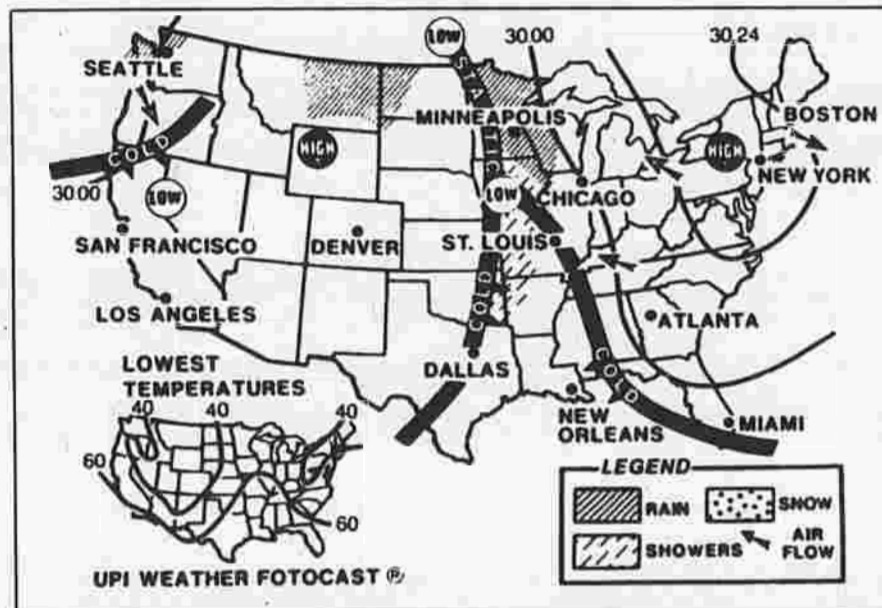 LOW
30.00
30.24
SEATTLE
COLD
MINNEAPOLIS
BOSTON
HIGH
HIGH
COLD
30.00
LOW
LOW
CHICAGO
NEW YORK
SAN FRANCISCO
DENVER
ST. LOUIS
LOS ANGELES
COLD
ATLANTA
LOWEST
TEMPERATURES
DALLAS
COLD
NEW
ORLEANS
MIAMI
40
40
40
60
60
LEGEND
RAIN
SNOW
SHOWERS
AIR
FLOW
UPI WEATHER FOTOCAST ®